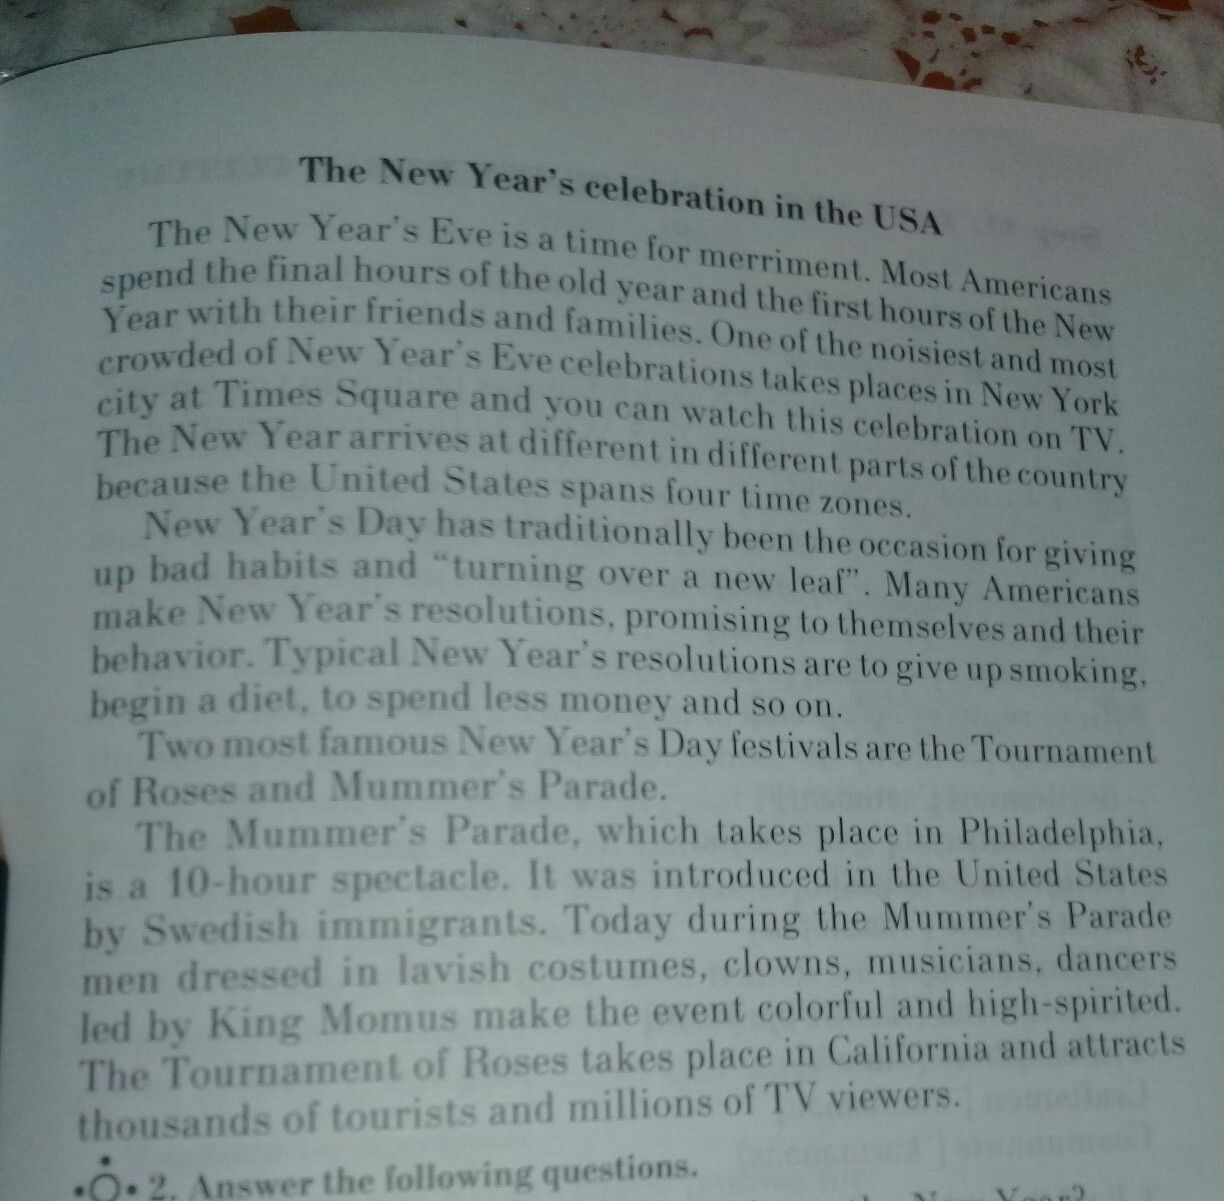 The New Year's celebration in the USA
The New Year's Eve is a time for merriment. Most Americans
spend the final hours of the old year and the first hours of the New
Year with their friends and families. One of the noisiest and most
crowded of New Year's Eve celebrations takes places in New York
city at Times Square and you can watch this celebration on TV.
The New Year arrives at different in different parts of the country
because the United States spans four time zones.
New Year's Day has traditionally been the occasion for giving
up bad habits and “turning over a new leaf”. Many Americans
make New Year's resolutions, promising to themselves and their
behavior. Typical New Year's resolutions are to give up smoking,
begin a diet, to spend less money and so on.
Two most famous New Year's Day festivals are the Tournament
of Roses and Mummer's Parade.
The Mummer's Parade, which takes place in Philadelphia,
is a 10-hour spectacle. It was introduced in the United States
by Swedish immigrants. Today during the Mummer's Parade
men dressed in lavish costumes, clowns, musicians, dancers
led by King Momus make the event colorful and high-spirited.
The Tournament of Roses takes place in California and attracts
thousands of tourists and millions of TV viewers.
2. Answer the following questions.
New Year?